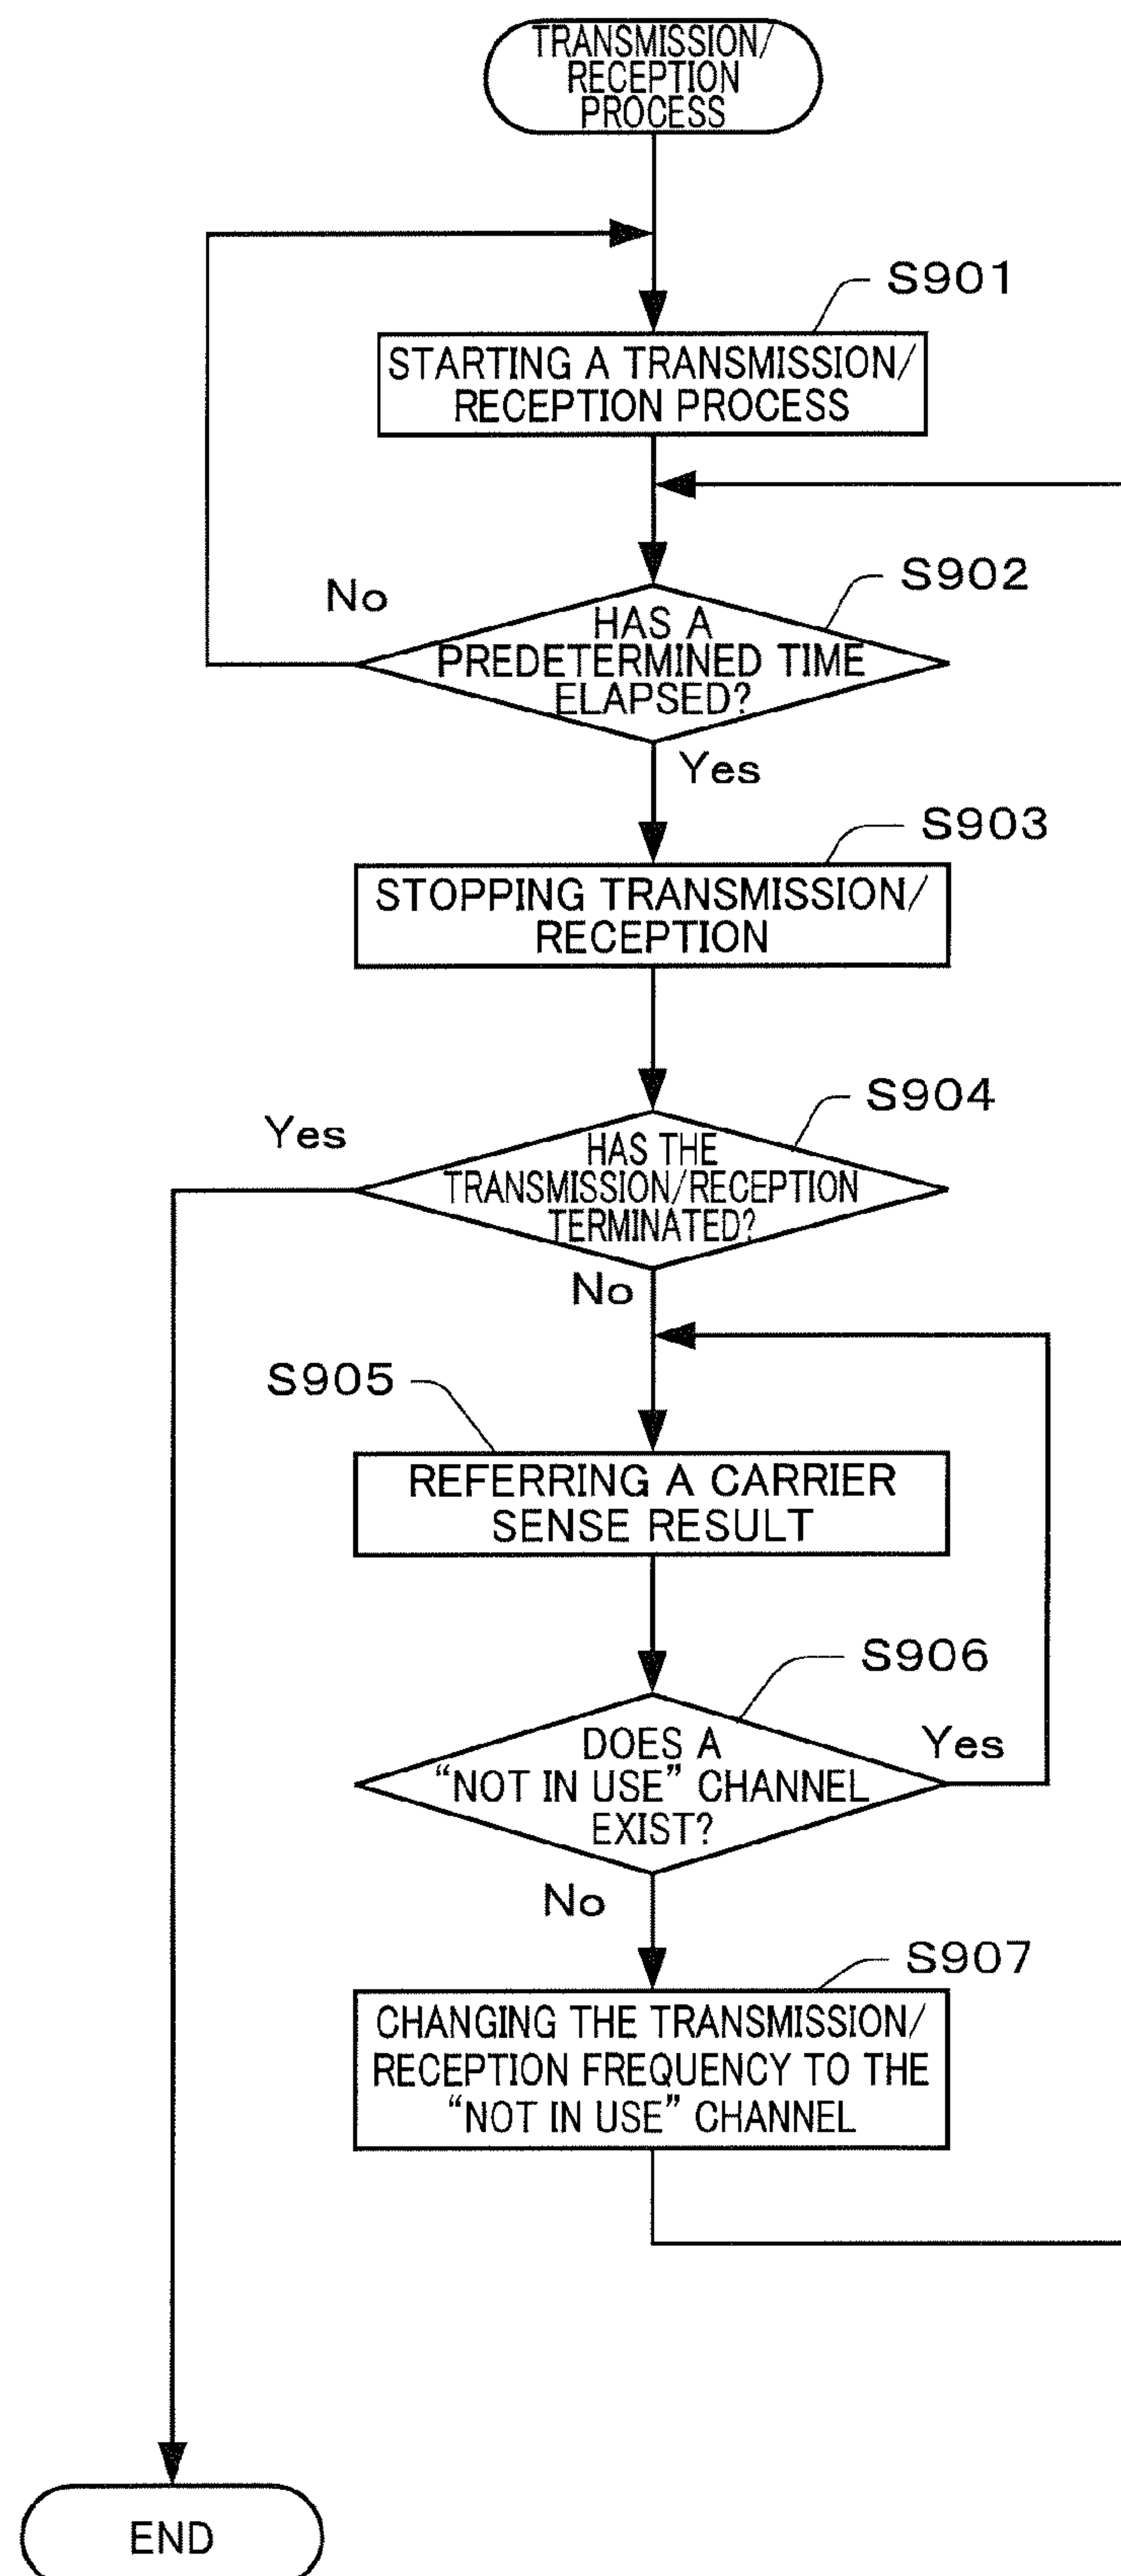 TRANSMISSION/
RECEPTION
PROCESS
S901
STARTING A TRANSMISSION/
RECEPTION PROCESS
S902
No
HAS A
PREDETERMINED TIME
ELAPSED?
Yes
S903
STOPPING TRANSMISSION/
RECEPTION
S904
Yes
HAS THE
TRANSMISSION/RECEPTION
TERMINATED?
No
S905
REFERRING A CARRIER
SENSE RESULT
S906
DOES A
Yes
“NOT IN USE” CHANNEL
EXIST?
No
S907
CHANGING THE TRANSMISSION/
RECEPTION FREQUENCY TO THE
“NOT IN USE” CHANNEL
END